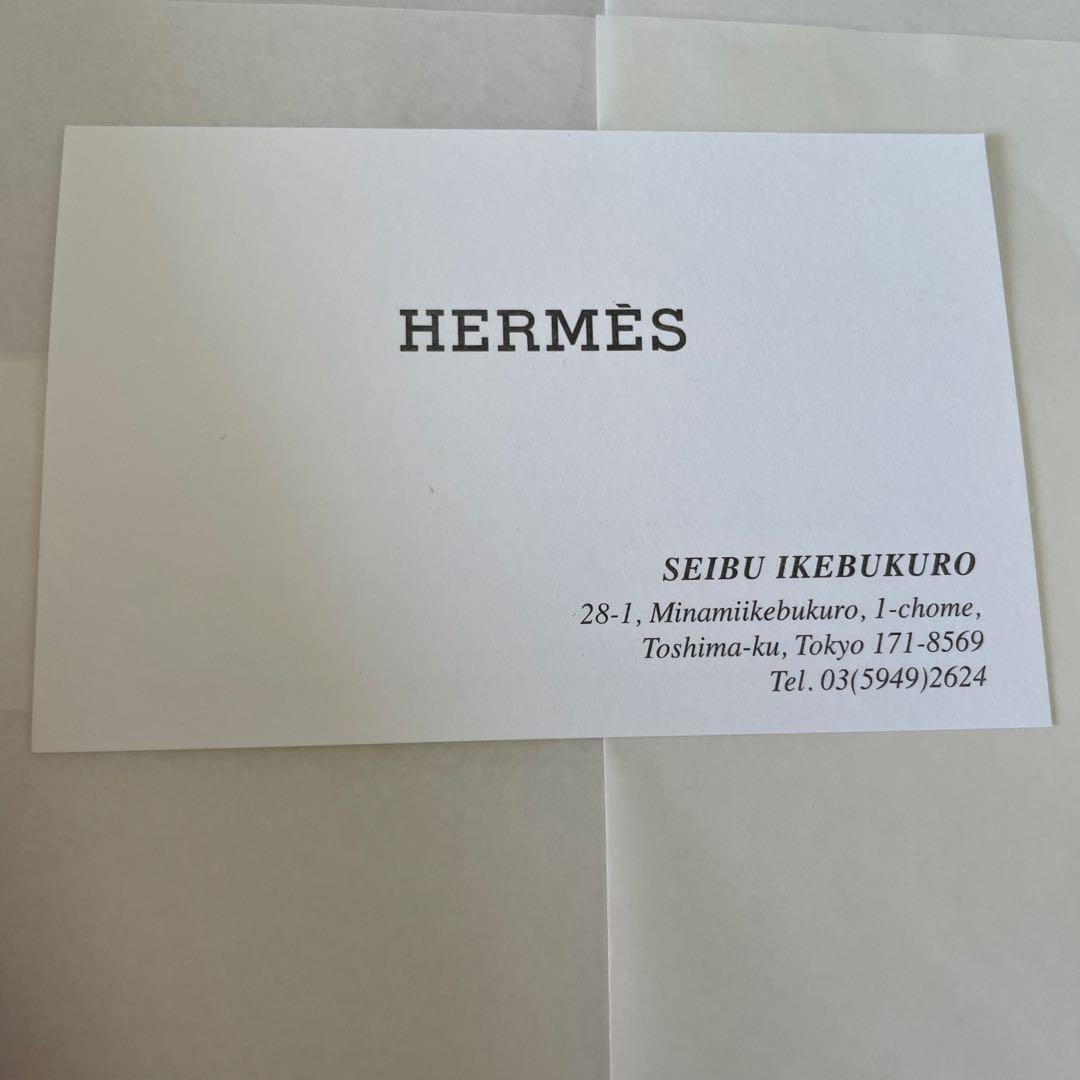 HERMÈS
SEIBU IKEBUKURO
28-1, Minamiikebukuro, 1-chome,
Toshima-ku, Tokyo 171-8569
Tel. 03(5949)2624